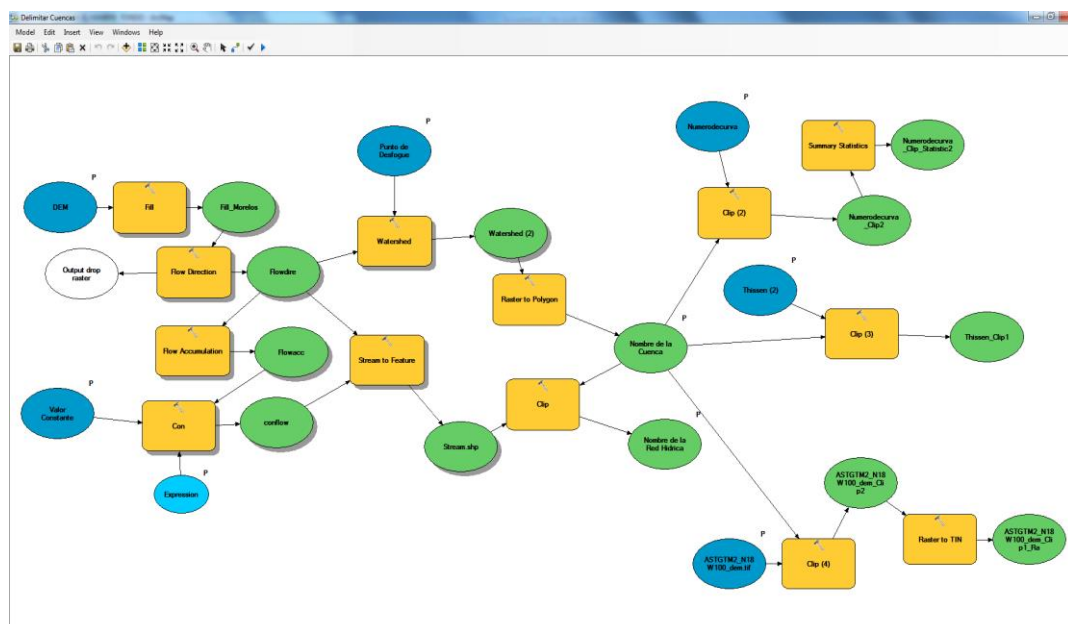 Delimitar Cuencas
Model Edit Insert View Windows Help
P
DEM
Fill
Fill_Morelos
Output drop
raster
Flow Direction
Flowdire
Flow Accumulation
Flowacc
P
Valor
Constante
Con
conflow
P
Expression
P
Punto de
Desfogue
Watershed
Watershed (2)
Raster to Polygon
Stream to Feature
Stream.shp
Clip
P
Nombre de la
Cuenca
P
Nombre de la
Red Hidrica
P
Numerodecurva
Clip (2)
Summary Statistics
Numerodecurva
_Clip_Statistic2
Numerodecurva
_Clip2
P
Thissen (2)
Clip (3)
Thissen_Clip1
P
ASTGTM2_N18
W100_dem.tif
Clip (4)
ASTGTM2_N18
W100_dem_Cli
p2
Raster to TIN
ASTGTM2_N18
W100_dem_Cli
p1_Ra